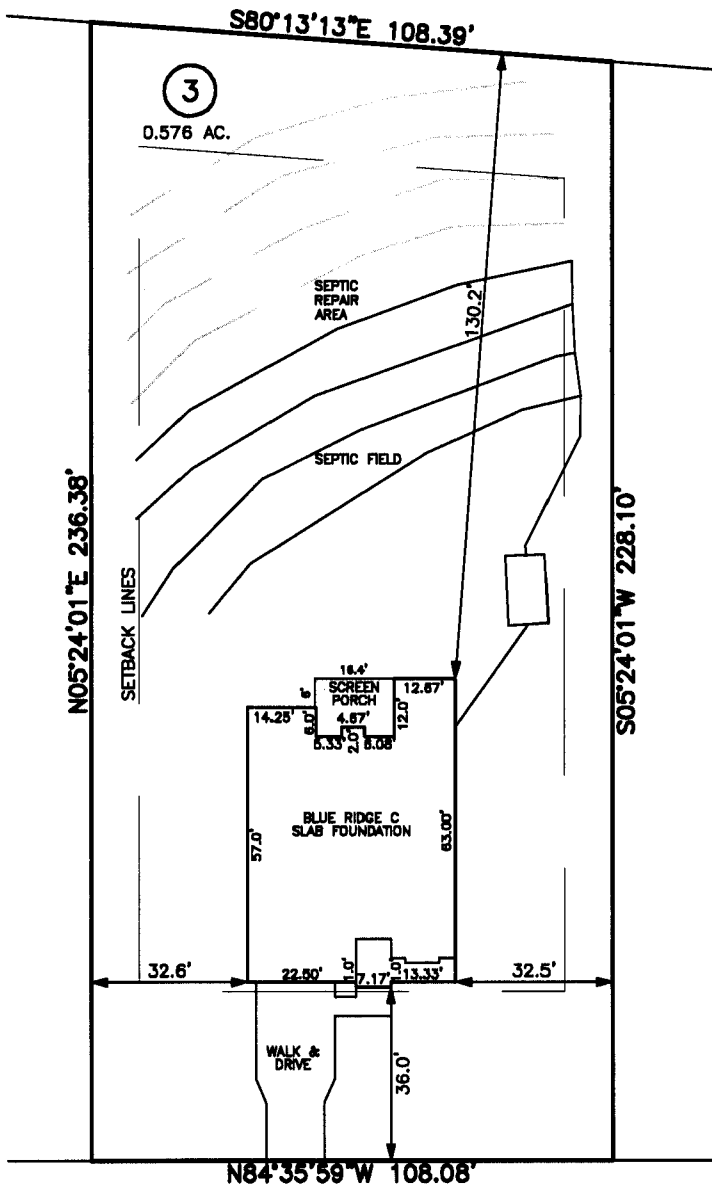 S80°13'13"E 108.39'
3
0.576 AC.
SEPTIC
REPAIR
AREA
130.2'
SEPTIC FIELD
N05°24'01"E 236.38'
SETBACK LINES
S05°24'01"W 228.10'
16.4'
SCREEN
PORCH
12.67'
6'
14.25'
6.0'
4.67'
12.0'
5.33'
2.0'
6.08'
BLUE RIDGE C
SLAB FOUNDATION
57.0'
63.00'
32.6'
22.50'
1.0'
7.17'
1.0'
13.33'
32.5'
WALK &
DRIVE
36.0'
N84°35'59"W 108.08'